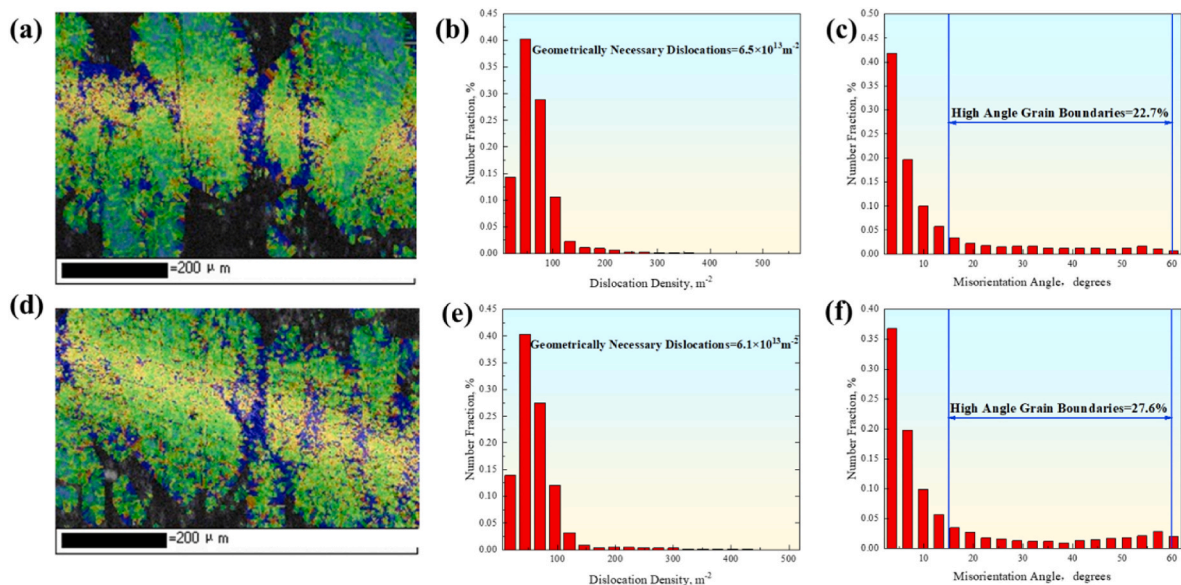 (a)
=200 μm
(b)
Geometrically Necessary Dislocations=6.5×10¹³m⁻²
Number Fraction, %
0.45
0.40
0.35
0.30
0.25
0.20
0.15
0.10
0.05
0.00
100 200 300 400 500
Dislocation Density, m⁻²
(c)
High Angle Grain Boundaries=22.7%
Number Fraction, %
0.50
0.45
0.40
0.35
0.30
0.25
0.20
0.15
0.10
0.05
0.00
10 20 30 40 50 60
Misorientation Angle, degrees
(d)
=200 μm
(e)
Geometrically Necessary Dislocations=6.1×10¹³m⁻²
Number Fraction, %
0.45
0.40
0.35
0.30
0.25
0.20
0.15
0.10
0.05
0.00
100 200 300 400 500
Dislocation Density, m⁻²
(f)
High Angle Grain Boundaries=27.6%
Number Fraction, %
0.40
0.35
0.30
0.25
0.20
0.15
0.10
0.05
0.00
10 20 30 40 50 60
Misorientation Angle, degrees